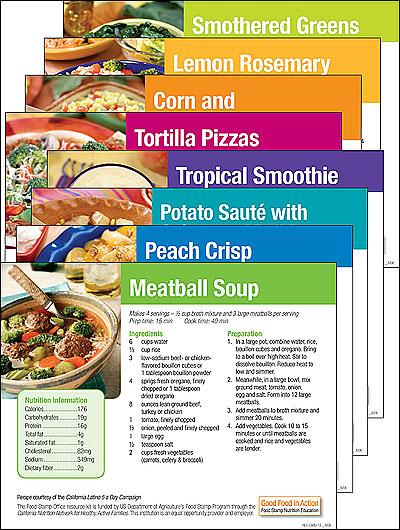 Smothered Greens
Lemon Rosemary
Corn and
Tortilla Pizzas
Tropical Smoothie
Potato Sauté with
Peach Crisp
Meatball Soup
Makes 4 servings – ½ cup broth mixture and 3 large meatballs per serving
Prep time: 15 min Cook time: 40 min
Ingredients
6 cups water
½ cup rice
3 low-sodium beef- or chicken-
flavored bouillon cubes or
1 tablespoon bouillon powder
4 sprigs fresh oregano, finely
chopped or 1 tablespoon
dried oregano
8 ounces lean ground beef,
turkey or chicken
1 tomato, finely chopped
½ onion, peeled and finely chopped
1 large egg
½ teaspoon salt
2 cups fresh vegetables
(carrots, celery & broccoli)
Preparation
1. In a large pot, combine water, rice,
bouillon cubes and oregano. Bring
to a boil over high heat. Stir to
dissolve bouillon. Reduce heat to
low and simmer.
2. Meanwhile, in a large bowl, mix
ground meat, tomato, onion,
egg and salt. Form into 12 large
meatballs.
3. Add meatballs to broth mixture and
simmer 20 minutes.
4. Add vegetables. Cook 10 to 15
minutes or until meatballs are
cooked and rice and vegetables
are tender.
Nutrition Information
Calories 176
Carbohydrates 19g
Protein 16g
Total fat 4g
Saturated fat 1g
Cholesterol 82mg
Sodium 349mg
Dietary fiber 2g
Recipe courtesy of the California Latino 5 a Day Campaign
The Food Stamp Office resource kit is funded by US Department of Agriculture's Food Stamp Program through the
California Nutrition Network for Healthy, Active Families. This institution is an equal opportunity provider and employer.
Good Food in Action
Food Stamp Nutrition Education